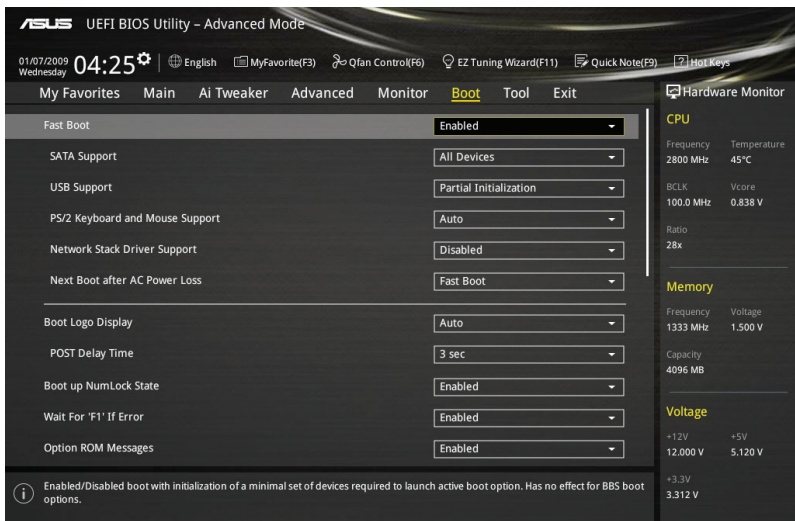 ASUS UEFI BIOS Utility – Advanced Mode
01/07/2009
Wednesday
04:25
English
MyFavorite(F3)
Qfan Control(F6)
EZ Tuning Wizard(F11)
Quick Note(F9)
? Hot Keys
My Favorites Main Ai Tweaker Advanced Monitor Boot Tool Exit
Fast Boot Enabled
SATA Support All Devices
USB Support Partial Initialization
PS/2 Keyboard and Mouse Support Auto
Network Stack Driver Support Disabled
Next Boot after AC Power Loss Fast Boot
Boot Logo Display Auto
POST Delay Time 3 sec
Boot up NumLock State Enabled
Wait For 'F1' If Error Enabled
Option ROM Messages Enabled
Enabled/Disabled boot with initialization of a minimal set of devices required to launch active boot option. Has no effect for BBS boot
options.
Hardware Monitor
CPU
Frequency Temperature
2800 MHz 45°C
BCLK Vcore
100.0 MHz 0.838 V
Ratio
28x
Memory
Frequency Voltage
1333 MHz 1.500 V
Capacity
4096 MB
Voltage
+12V +5V
12.000 V 5.120 V
+3.3V
3.312 V